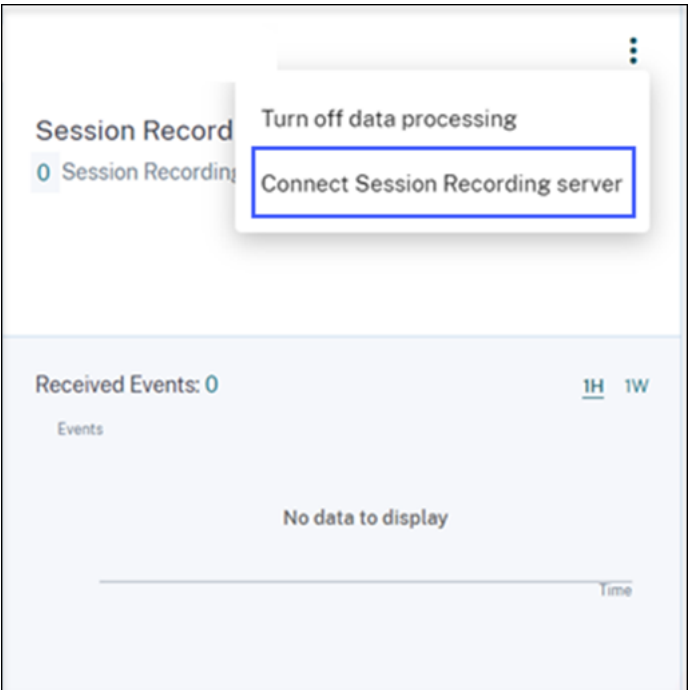 Turn off data processing
Session Record
0 Session Recording
Connect Session Recording server
Received Events: 0
1H 1W
Events
No data to display
Time